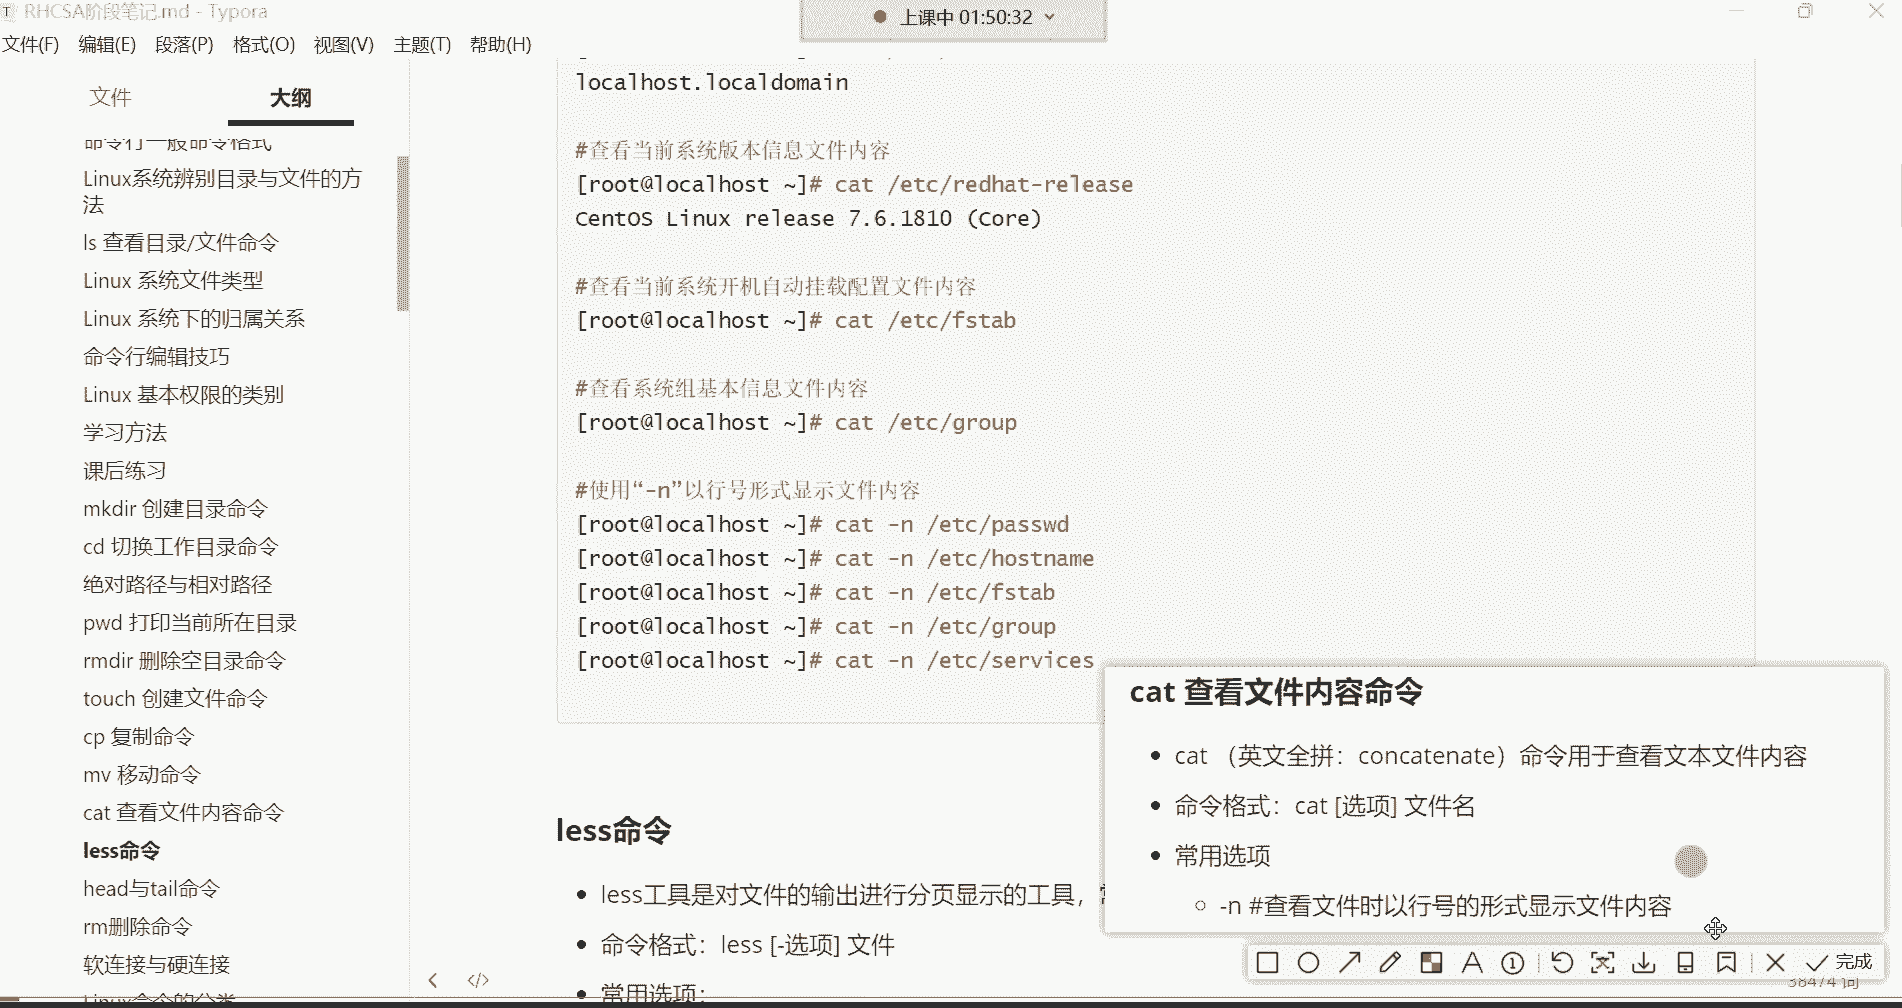 RHCSA阶段笔记.md - Typora
上课中 01:50:32
文件(F) 编辑(E) 段落(P) 格式(O) 视图(V) 主题(T) 帮助(H)
文件 大纲
命令行一般命令格式
Linux系统辨别目录与文件的方
法
ls 查看目录/文件命令
Linux 系统文件类型
Linux 系统下的归属关系
命令行编辑技巧
Linux 基本权限的类别
学习方法
课后练习
mkdir 创建目录命令
cd 切换工作目录命令
绝对路径与相对路径
pwd 打印当前所在目录
rmdir 删除空目录命令
touch 创建文件命令
cp 复制命令
mv 移动命令
cat 查看文件内容命令
less命令
head与tail命令
rm删除命令
软连接与硬连接
Linux命令的分类
localhost.localdomain
#查看当前系统版本信息文件内容
[root@localhost ~]# cat /etc/redhat-release
CentOS Linux release 7.6.1810 (Core)
#查看当前系统开机自动挂载配置文件内容
[root@localhost ~]# cat /etc/fstab
#查看系统组基本信息文件内容
[root@localhost ~]# cat /etc/group
#使用“-n”以行号形式显示文件内容
[root@localhost ~]# cat -n /etc/passwd
[root@localhost ~]# cat -n /etc/hostname
[root@localhost ~]# cat -n /etc/fstab
[root@localhost ~]# cat -n /etc/group
[root@localhost ~]# cat -n /etc/services
less命令
less工具是对文件的输出进行分页显示的工具，
命令格式：less [-选项] 文件
常用选项：
cat 查看文件内容命令
cat （英文全拼：concatenate）命令用于查看文本文件内容
命令格式：cat [选项] 文件名
常用选项
-n #查看文件时以行号的形式显示文件内容
完成